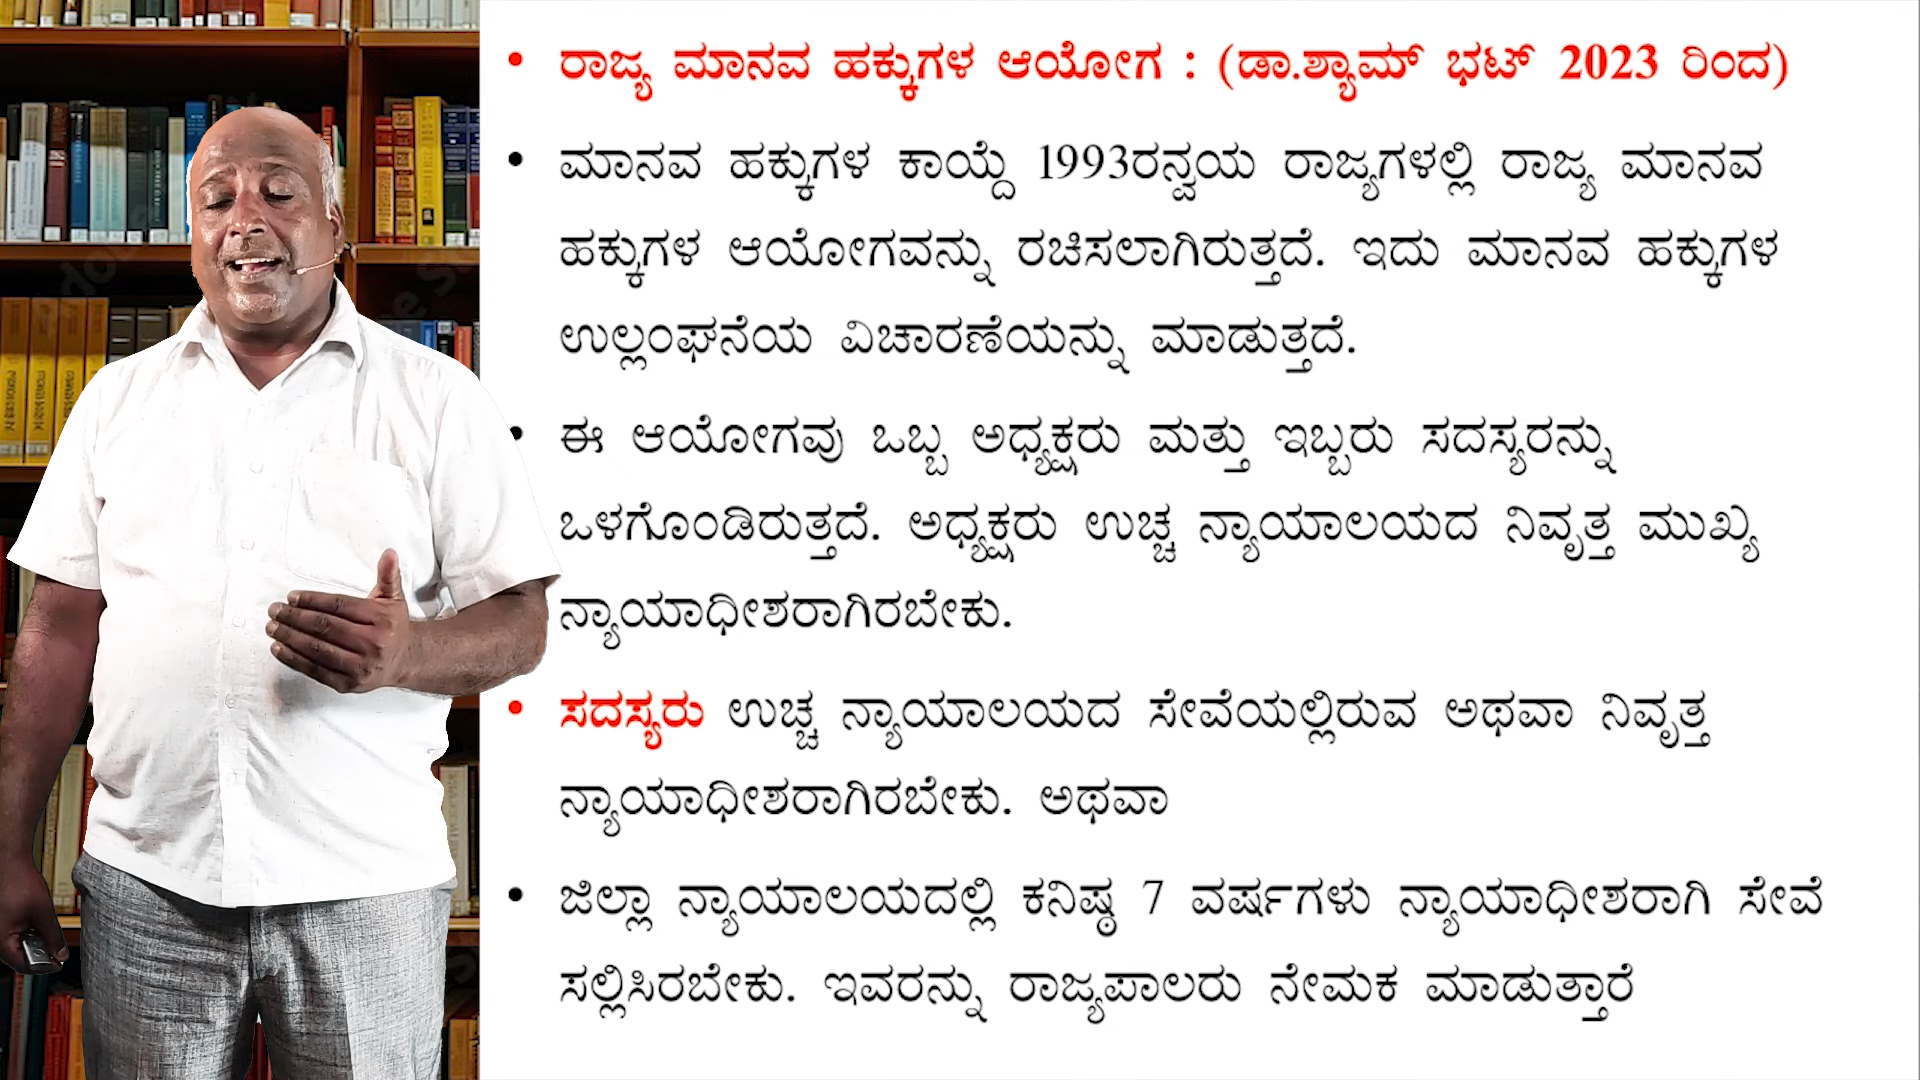 • ರಾಜ್ಯ ಮಾನವ ಹಕ್ಕುಗಳ ಆಯೋಗ : (ಡಾ.ಶ್ಯಾಮ್ ಭಟ್ 2023 ರಿಂದ)
• ಮಾನವ ಹಕ್ಕುಗಳ ಕಾಯ್ದೆ 1993ರನ್ವಯ ರಾಜ್ಯಗಳಲ್ಲಿ ರಾಜ್ಯ ಮಾನವ
ಹಕ್ಕುಗಳ ಆಯೋಗವನ್ನು ರಚಿಸಲಾಗಿರುತ್ತದೆ. ಇದು ಮಾನವ ಹಕ್ಕುಗಳ
ಉಲ್ಲಂಘನೆಯ ವಿಚಾರಣೆಯನ್ನು ಮಾಡುತ್ತದೆ.
• ಈ ಆಯೋಗವು ಒಬ್ಬ ಅಧ್ಯಕ್ಷರು ಮತ್ತು ಇಬ್ಬರು ಸದಸ್ಯರನ್ನು
ಒಳಗೊಂಡಿರುತ್ತದೆ. ಅಧ್ಯಕ್ಷರು ಉಚ್ಚ ನ್ಯಾಯಾಲಯದ ನಿವೃತ್ತ ಮುಖ್ಯ
ನ್ಯಾಯಾಧೀಶರಾಗಿರಬೇಕು.
• ಸದಸ್ಯರು ಉಚ್ಚ ನ್ಯಾಯಾಲಯದ ಸೇವೆಯಲ್ಲಿರುವ ಅಥವಾ ನಿವೃತ್ತ
ನ್ಯಾಯಾಧೀಶರಾಗಿರಬೇಕು. ಅಥವಾ
• ಜಿಲ್ಲಾ ನ್ಯಾಯಾಲಯದಲ್ಲಿ ಕನಿಷ್ಠ 7 ವರ್ಷಗಳು ನ್ಯಾಯಾಧೀಶರಾಗಿ ಸೇವೆ
ಸಲ್ಲಿಸಿರಬೇಕು. ಇವರನ್ನು ರಾಜ್ಯಪಾಲರು ನೇಮಕ ಮಾಡುತ್ತಾರೆ